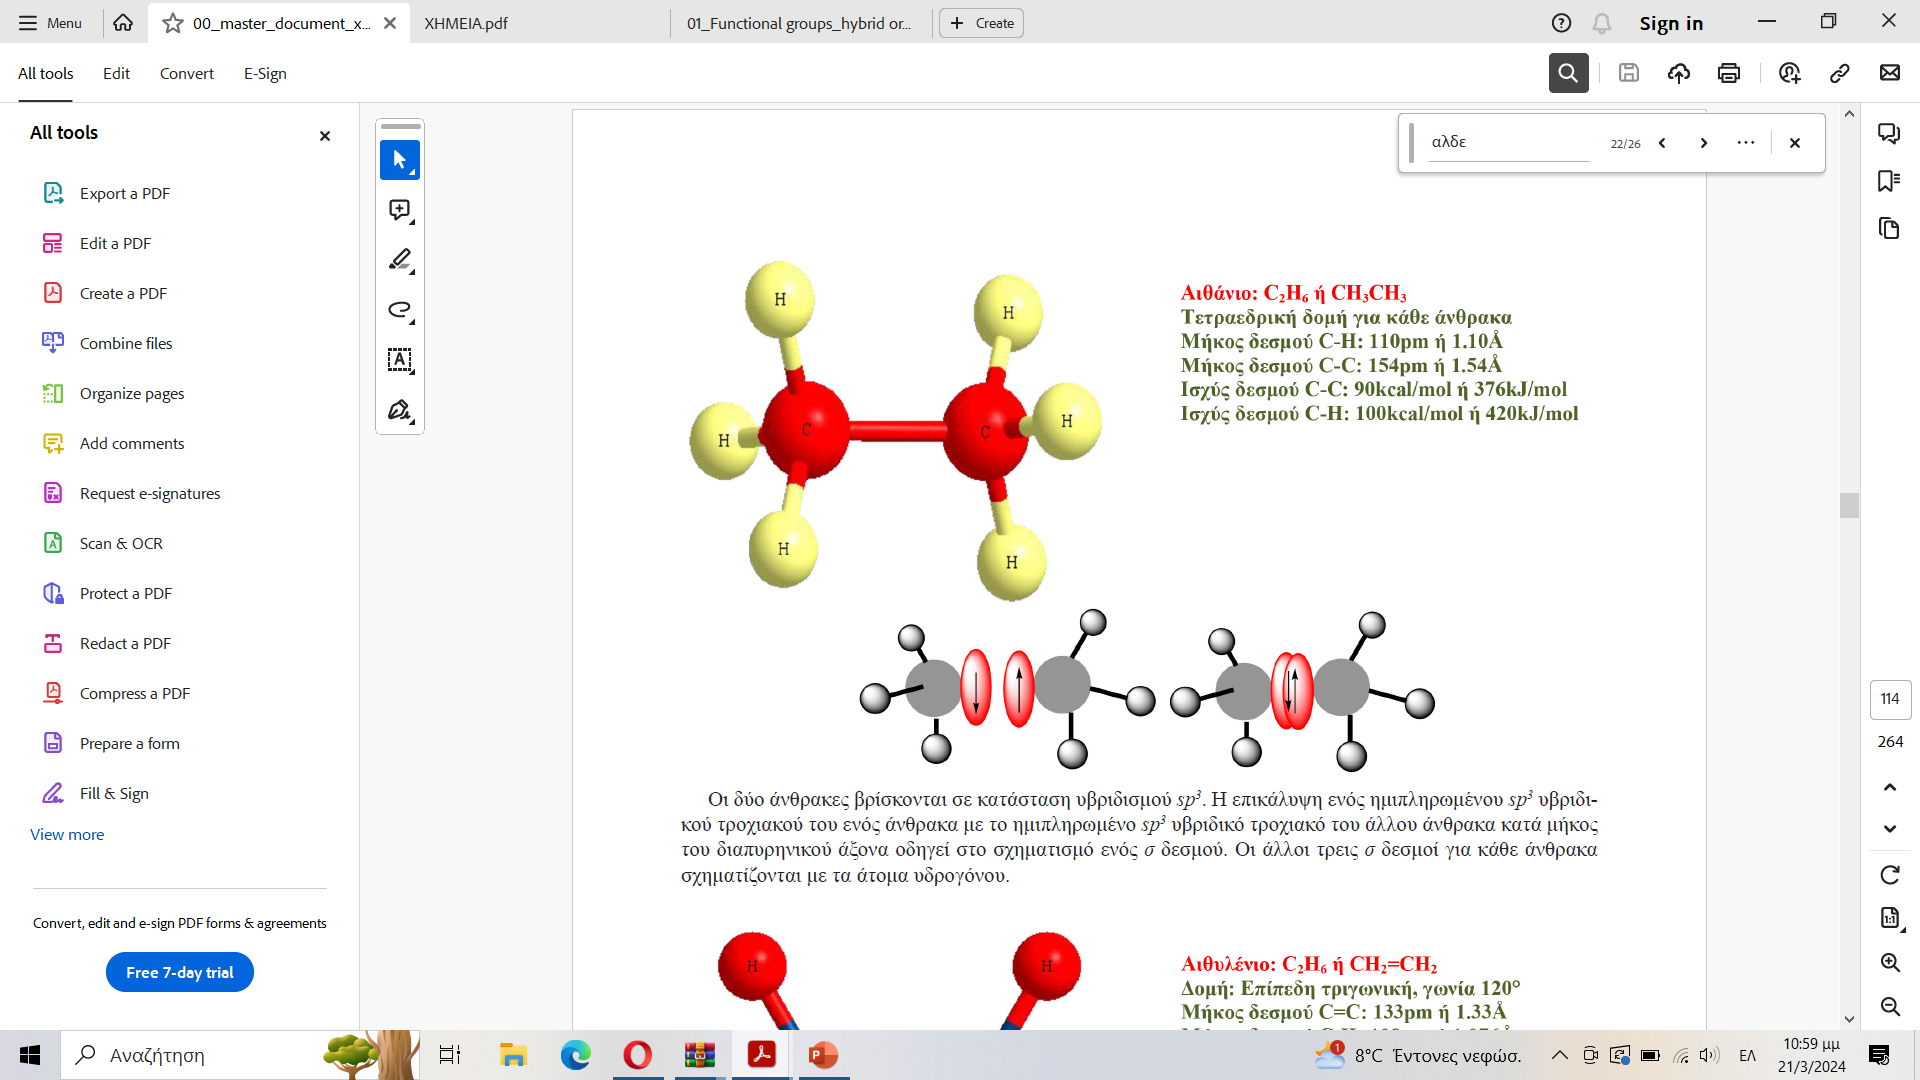 Menu
00_master_document_x...
ΧΗΜΕΙΑ.pdf
01_Functional groups_hybrid or...
+ Create
Sign in
All tools
Edit
Convert
E-Sign
All tools
Export a PDF
Edit a PDF
Create a PDF
Combine files
Organize pages
Add comments
Request e-signatures
Scan & OCR
Protect a PDF
Redact a PDF
Compress a PDF
Prepare a form
Fill & Sign
View more
Convert, edit and e-sign PDF forms & agreements
Free 7-day trial
αλδε
22/26
H
H
H
H
H
H
C
C
Αιθάνιο: C₂H₆ ή CH₃CH₃
Τετραεδρική δομή για κάθε άνθρακα
Μήκος δεσμού C-H: 110pm ή 1.10Å
Μήκος δεσμού C-C: 154pm ή 1.54Å
Ισχύς δεσμού C-C: 90kcal/mol ή 376kJ/mol
Ισχύς δεσμού C-H: 100kcal/mol ή 420kJ/mol
Οι δύο άνθρακες βρίσκονται σε κατάσταση υβριδισμού sp³. Η επικάλυψη ενός ημιπληρωμένου sp³ υβριδι-
κού τροχιακού του ενός άνθρακα με το ημιπληρωμένο sp³ υβριδικό τροχιακό του άλλου άνθρακα κατά μήκος
του διαπυρηνικού άξονα οδηγεί στο σχηματισμό ενός σ δεσμού. Οι άλλοι τρεις σ δεσμοί για κάθε άνθρακα
σχηματίζονται με τα άτομα υδρογόνου.
H
H
Αιθυλένιο: C₂H₆ ή CH₂=CH₂
Δομή: Επίπεδη τριγωνική, γωνία 120°
Μήκος δεσμού C=C: 133pm ή 1.33Å
114
264
Αναζήτηση
8°C Έντονες νεφώσ.
ΕΛ
10:59 μμ
21/3/2024